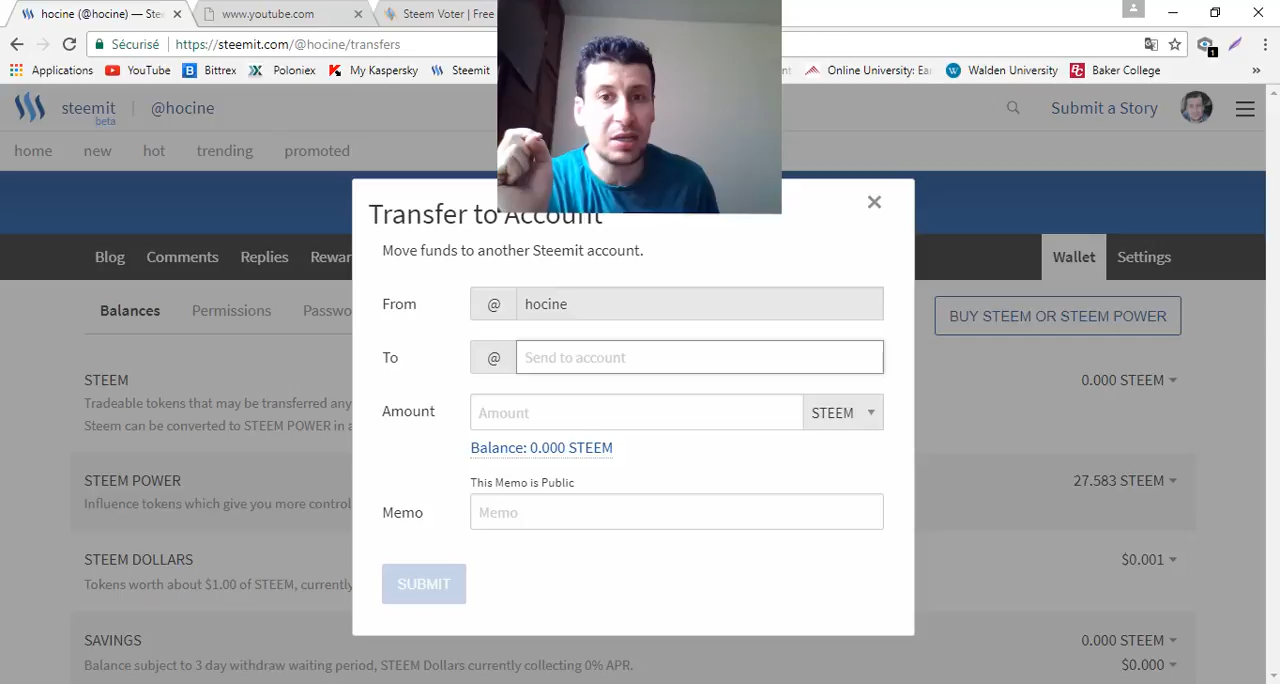 hocine (@hocine) — Ste
www.youtube.com
Steem Voter | Free
Sécurisé
https://steemit.com/@hocine/transfers
Applications
YouTube
Bittrex
Poloniex
My Kaspersky
Steemit
Online University: Ear
Walden University
Baker College
steemit
beta
@hocine
Submit a Story
home
new
hot
trending
promoted
Transfer to Account
Move funds to another Steemit account.
Blog
Comments
Replies
Rewar
Wallet
Settings
From
@
hocine
Balances
Permissions
Passwo
BUY STEEM OR STEEM POWER
To
@
Send to account
STEEM
0.000 STEEM
Tradeable tokens that may be transferred any
Steem can be converted to STEEM POWER in a
Amount
Amount
STEEM
Balance: 0.000 STEEM
STEEM POWER
27.583 STEEM
Influence tokens which give you more control
This Memo is Public
Memo
Memo
STEEM DOLLARS
$0.001
Tokens worth about $1.00 of STEEM, currently
SUBMIT
SAVINGS
0.000 STEEM
Balance subject to 3 day withdraw waiting period, STEEM Dollars currently collecting 0% APR.
$0.000